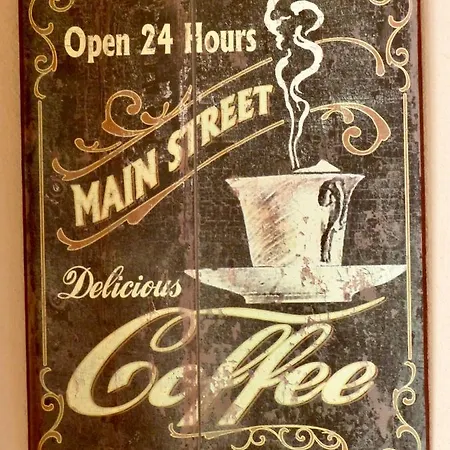 Open 24 Hours
MAIN STREET
Delicious
Coffee